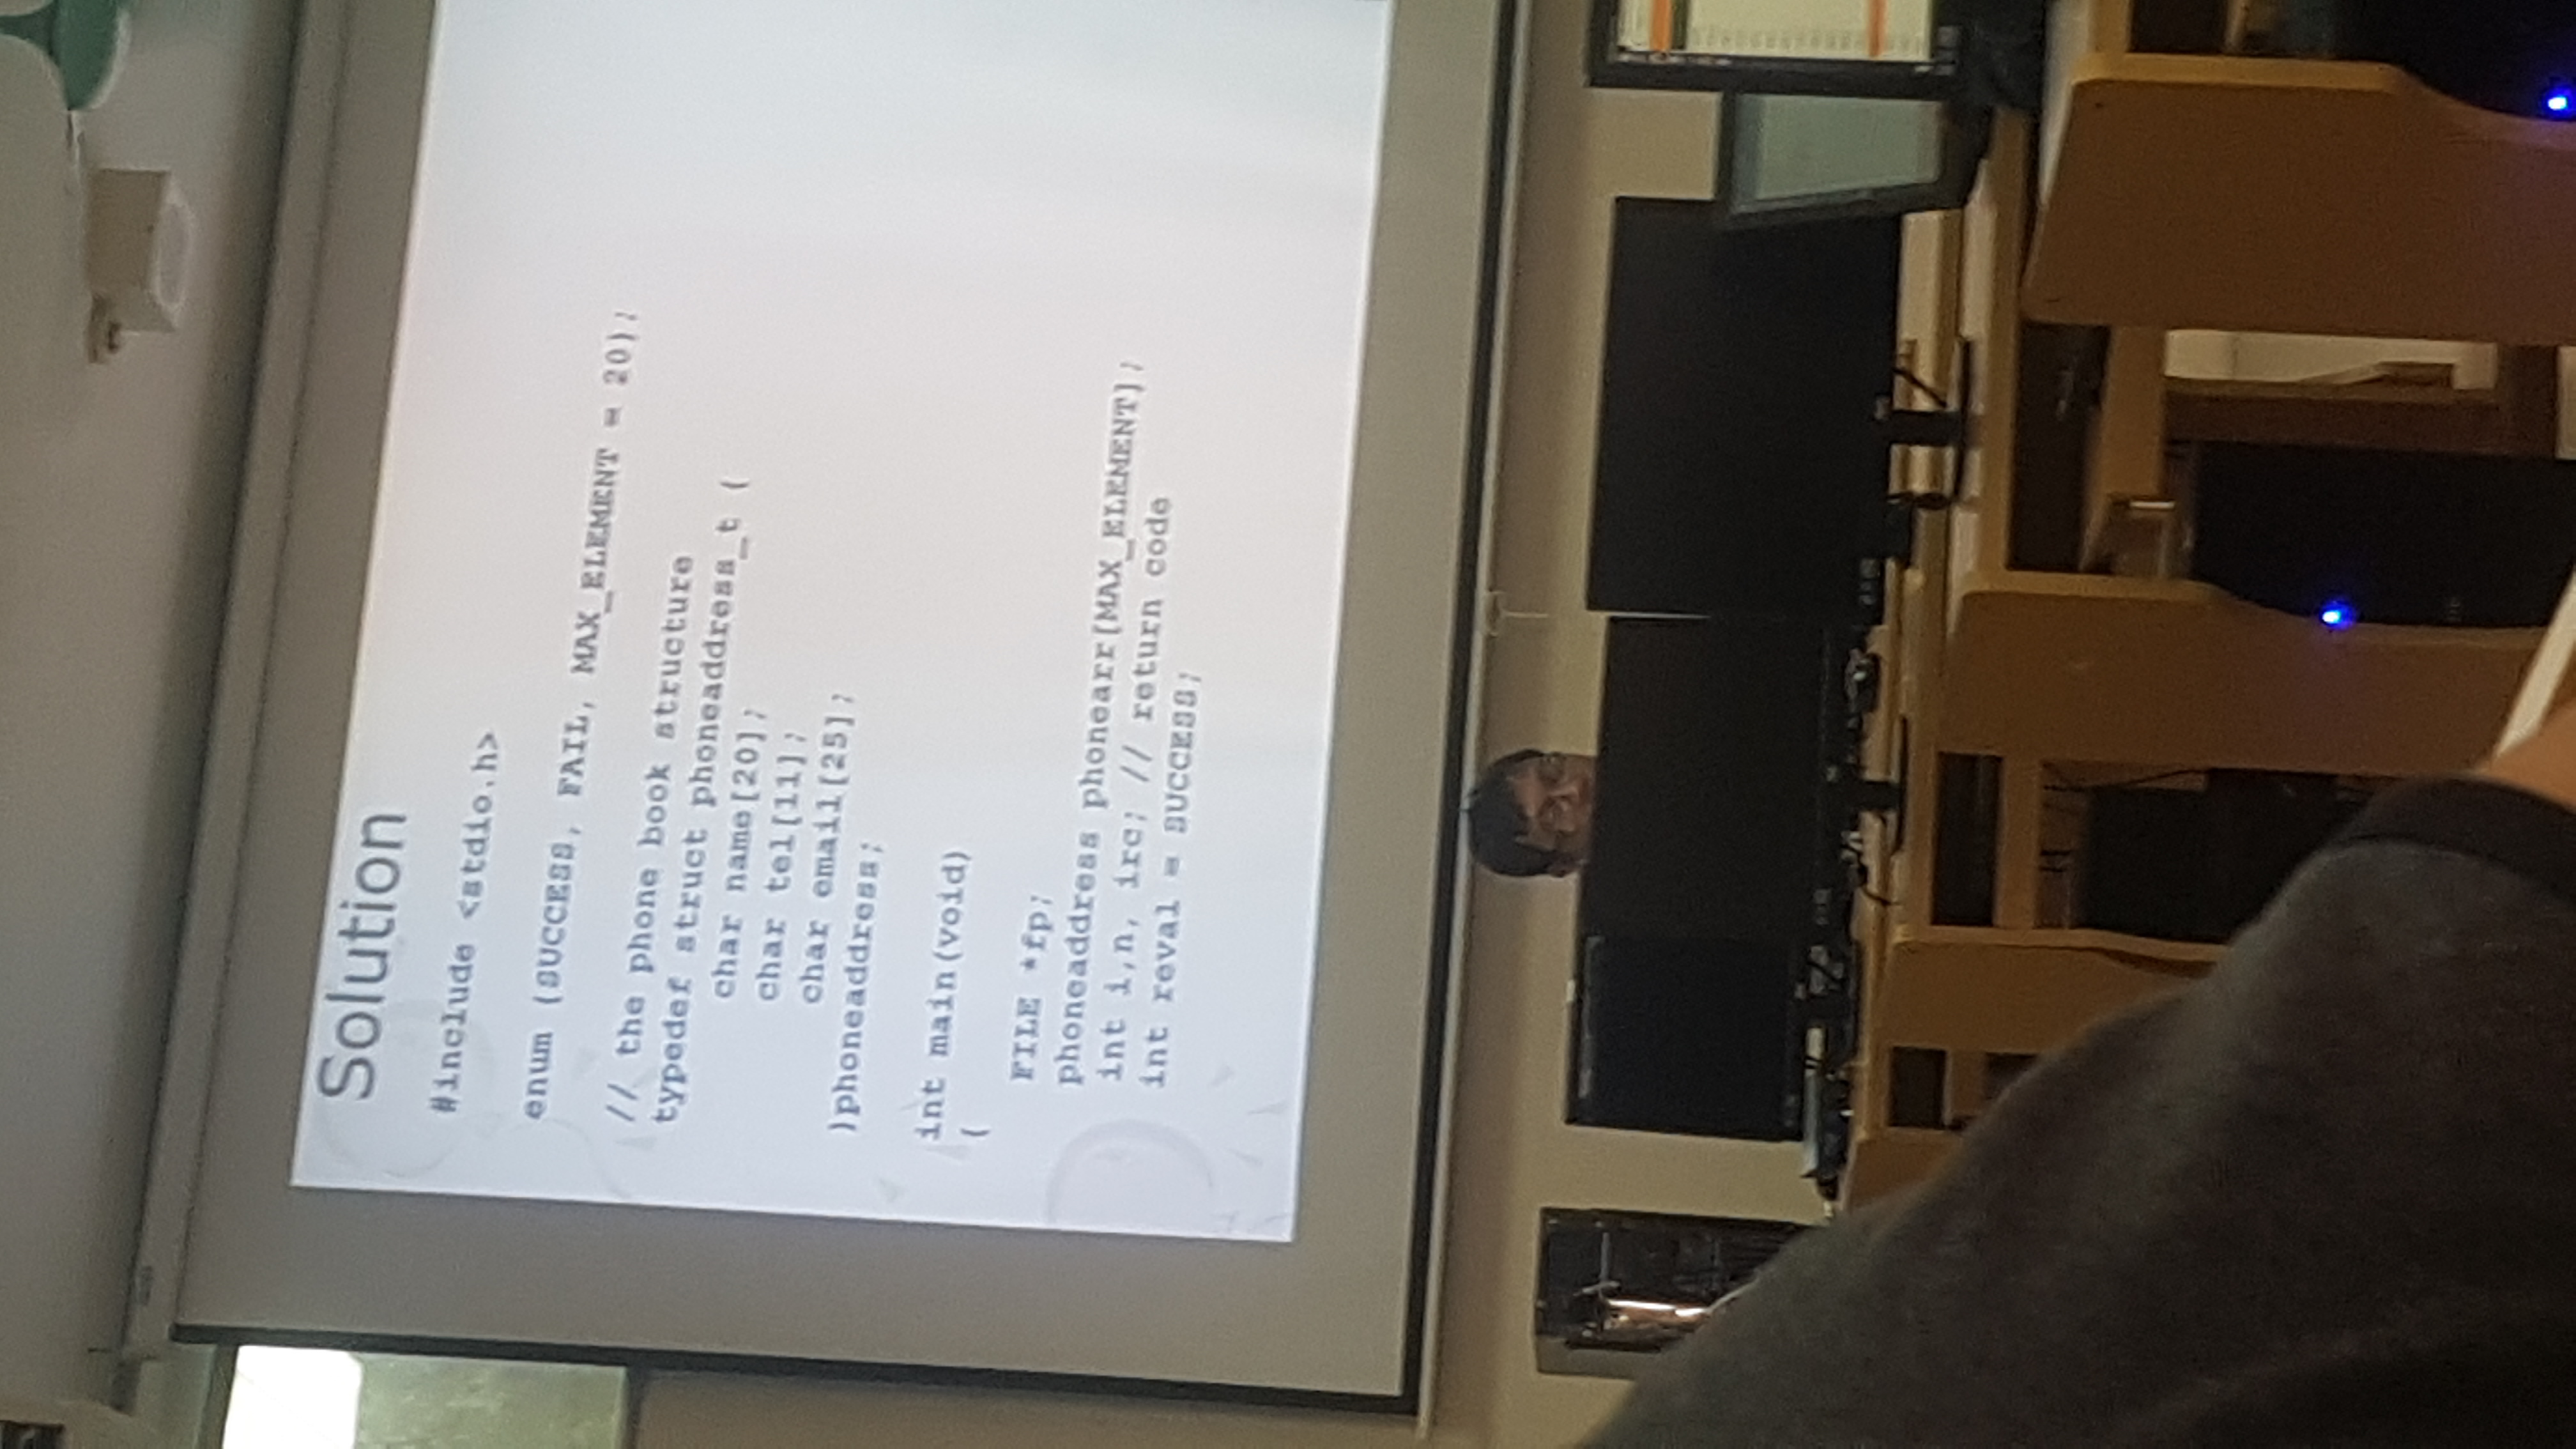 Solution
#include <stdio.h>
enum {SUCCESS, FAIL, MAX_ELEMENT = 20};
// the phone book structure
typedef struct phoneaddress_t {
char name[20];
char tel[11];
char email[25];
}phoneaddress;
int main(void)
{
FILE *fp;
phoneaddress phonearr[MAX_ELEMENT];
int i,n, irc; // return code
int reval = SUCCESS;